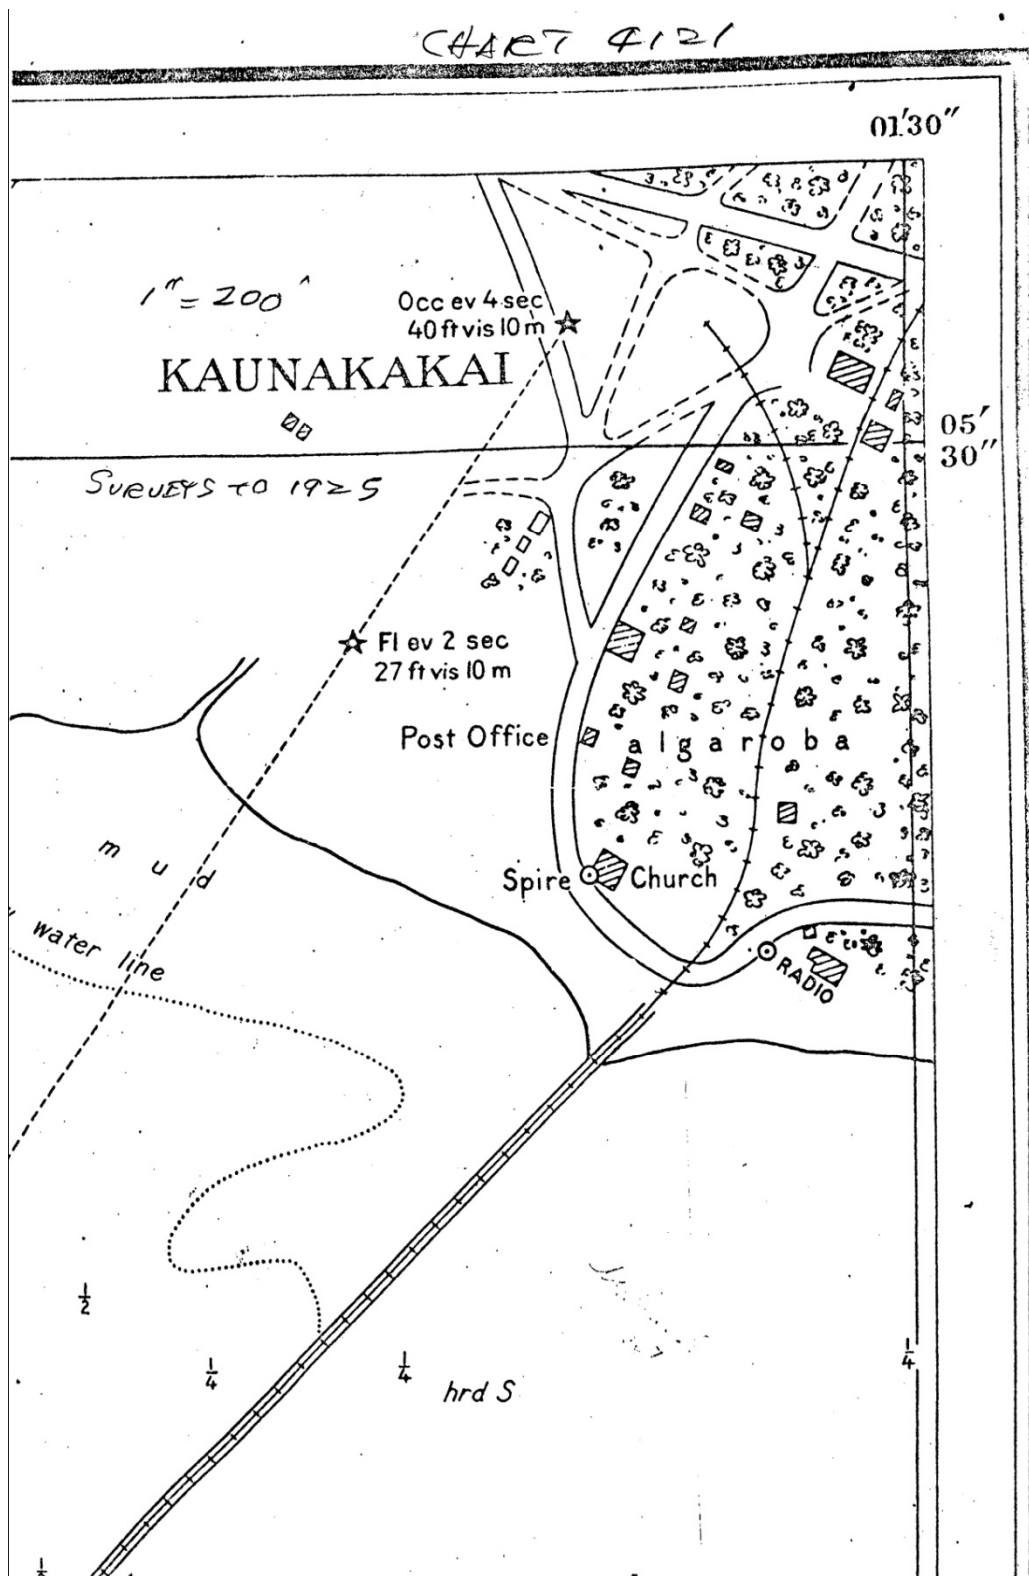 CHART 4121
01'30"
1" = 200'
Occ ev 4 sec
40 ft vis 10 m
KAUNAKAKAI
05'
30"
SURVEYS TO 1925
Fl ev 2 sec
27 ft vis 10 m
Post Office
algaroba
mud
Spire
Church
water line
RADIO
1/2
1/4
1/4
1/4
hrd S